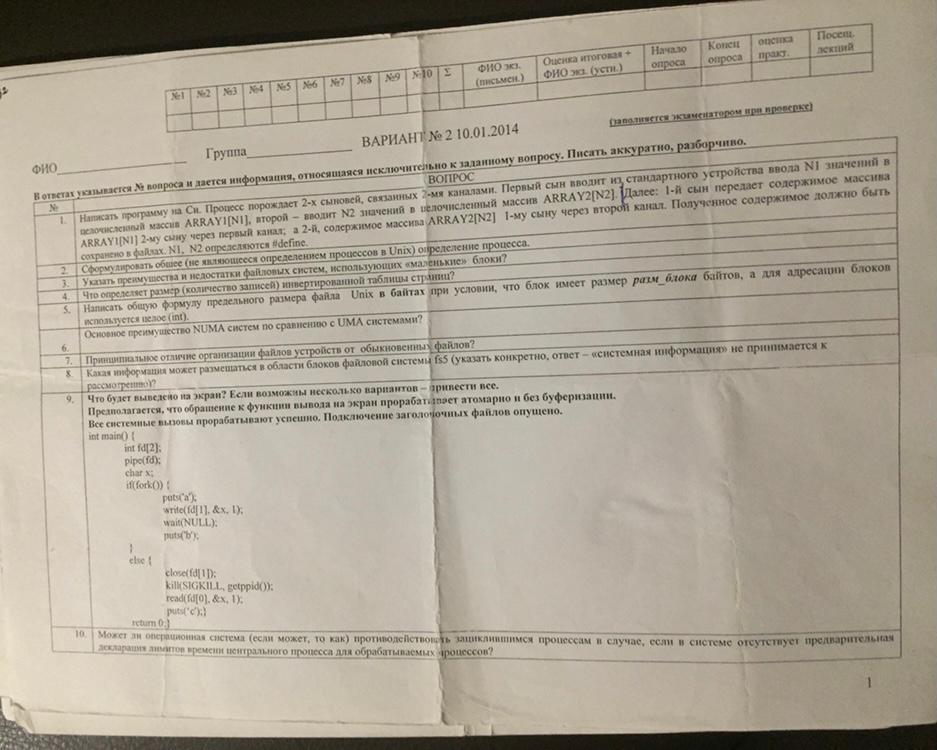 №1 №2 №3 №4 №5 №6 №7 №8 №9 №10 Σ ФИО экз. (письмен.) Оценка итоговая + ФИО экз. (устн.) Начало опроса Конец опроса оценка практ. Посещ. лекций
(заполняется экзаменатором при проверке)
ФИО__________________ Группа______________ ВАРИАНТ № 2 10.01.2014
В ответах указывается № вопроса и дается информация, относящаяся исключительно к заданному вопросу. Писать аккуратно, разборчиво.
№ ВОПРОС
1. Написать программу на Си. Процесс порождает 2-х сыновей, связанных 2-мя каналами. Первый сын вводит из стандартного устройства ввода N1 значений в
целочисленный массив ARRAY1[N1], второй – вводит N2 значений в целочисленный массив ARRAY2[N2]. Далее: 1-й сын передает содержимое массива
ARRAY1[N1] 2-му сыну через первый канал; а 2-й, содержимое массива ARRAY2[N2] 1-му сыну через второй канал. Полученное содержимое должно быть
сохранено в файлах. N1, N2 определяются #define.
2. Сформулировать общее (не являющееся определением процессов в Unix) определение процесса.
3. Указать преимущества и недостатки файловых систем, использующих «маленькие» блоки?
4. Что определяет размер (количество записей) инвертированной таблицы страниц?
5. Написать общую формулу предельного размера файла Unix в байтах при условии, что блок имеет размер разм_блока байтов, а для адресации блоков
используется целое (int).
6. Основное преимущество NUMA систем по сравнению с UMA системами?
7. Принципиальное отличие организации файлов устройств от обыкновенных файлов?
8. Какая информация может размещаться в области блоков файловой системы fs5 (указать конкретно, ответ – «системная информация» не принимается к
рассмотрению)?
9. Что будет выведено на экран? Если возможны несколько вариантов – привести все.
Предполагается, что обращение к функции вывода на экран прорабатывает атомарно и без буферизации.
Все системные вызовы прорабатывают успешно. Подключение заголовочных файлов опущено.
int main() {
int fd[2];
pipe(fd);
char x;
if(fork()) {
puts('a');
write(fd[1], &x, 1);
wait(NULL);
puts('b');
}
else {
close(fd[1]);
kill(SIGKILL, getppid());
read(fd[0], &x, 1);
puts('c');}
return 0;}
10. Может ли операционная система (если может, то как) противодействовать зациклившимся процессам в случае, если в системе отсутствует предварительная
декларация лимитов времени центрального процесса для обрабатываемых процессов?
1